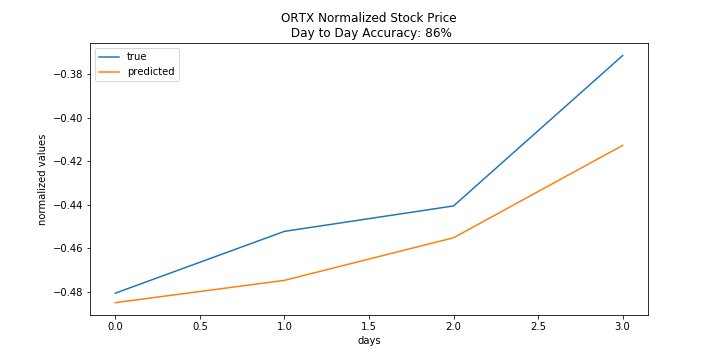 ORTX Normalized Stock Price
Day to Day Accuracy: 86%
true
predicted
normalized values
−0.38
−0.40
−0.42
−0.44
−0.46
−0.48
0.0 0.5 1.0 1.5 2.0 2.5 3.0
days